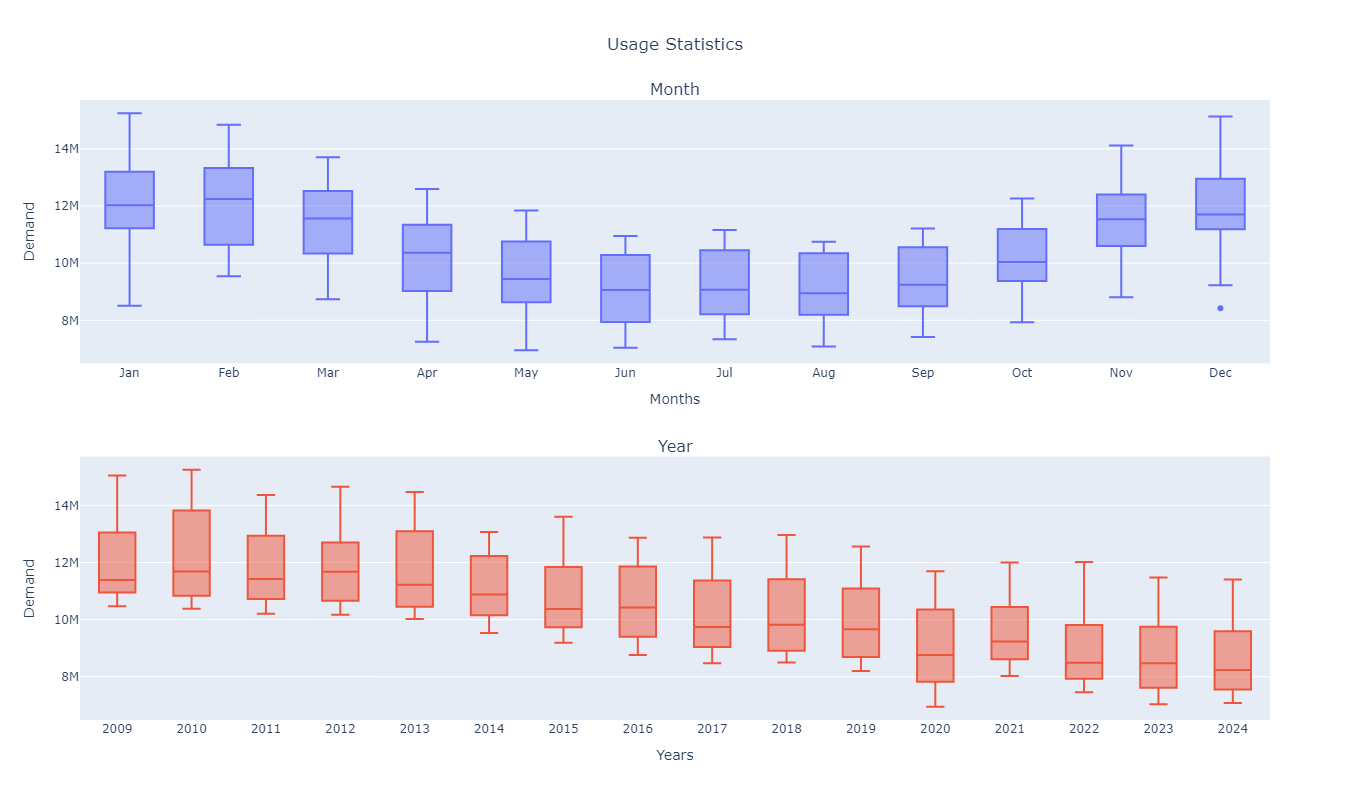 Usage Statistics
Month
14M
12M
10M
8M
Demand
Jan Feb Mar Apr May Jun Jul Aug Sep Oct Nov Dec
Months
Year
14M
12M
10M
8M
Demand
2009 2010 2011 2012 2013 2014 2015 2016 2017 2018 2019 2020 2021 2022 2023 2024
Years